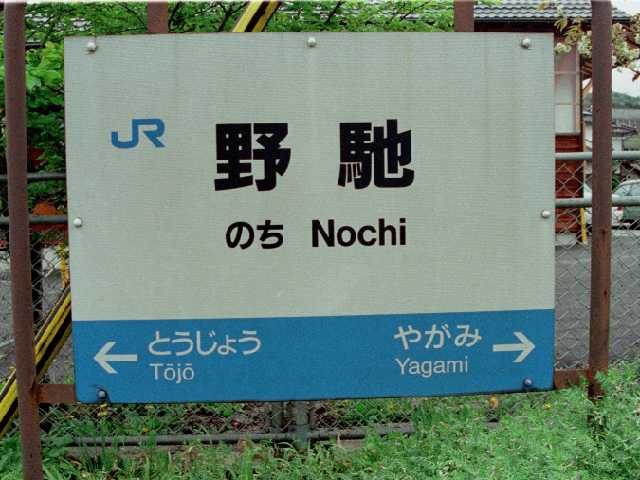 JR
野馳
のち Nochi
← とうじょう
Tōjō
やがみ →
Yagami